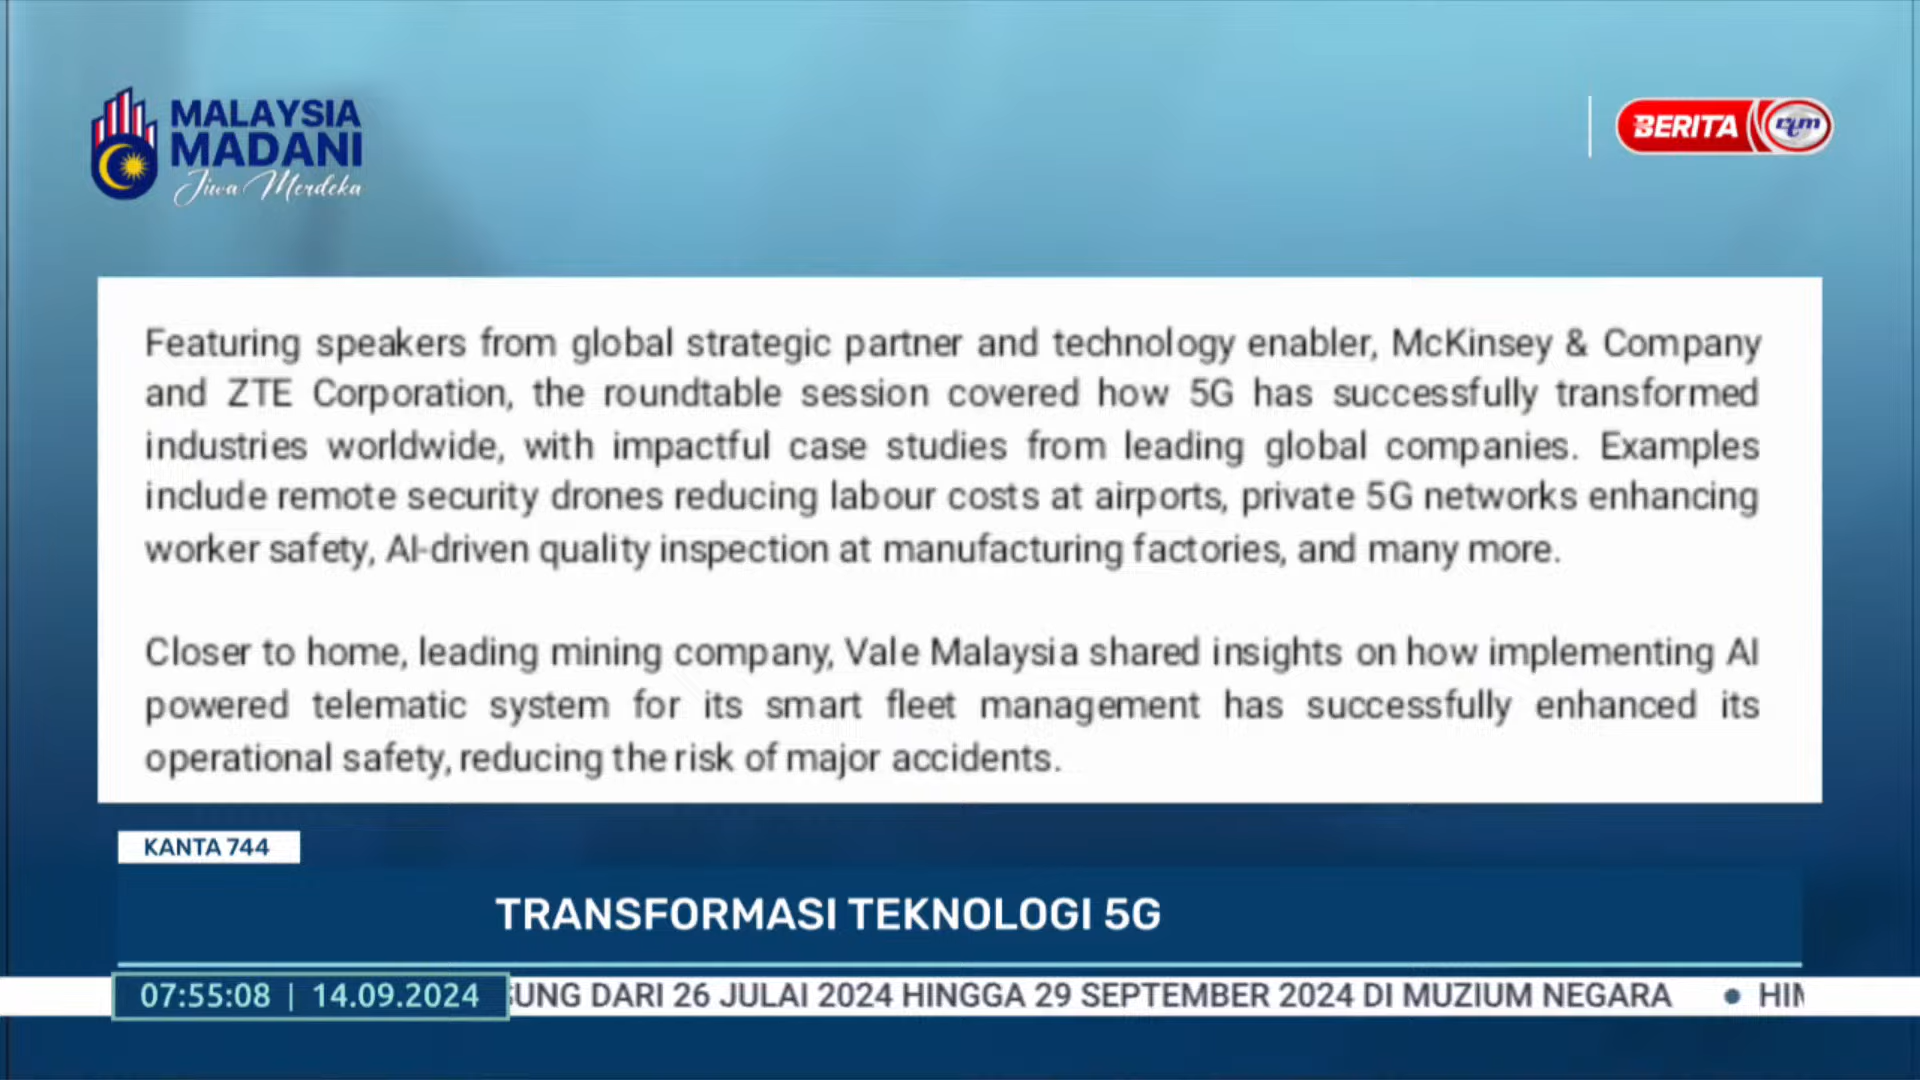 MALAYSIA
MADANI
Jiwa Merdeka
BERITA rtm
Featuring speakers from global strategic partner and technology enabler, McKinsey & Company
and ZTE Corporation, the roundtable session covered how 5G has successfully transformed
industries worldwide, with impactful case studies from leading global companies. Examples
include remote security drones reducing labour costs at airports, private 5G networks enhancing
worker safety, AI-driven quality inspection at manufacturing factories, and many more.
Closer to home, leading mining company, Vale Malaysia shared insights on how implementing AI
powered telematic system for its smart fleet management has successfully enhanced its
operational safety, reducing the risk of major accidents.
KANTA 744
TRANSFORMASI TEKNOLOGI 5G
07:55:08 | 14.09.2024 DARI 26 JULAI 2024 HINGGA 29 SEPTEMBER 2024 DI MUZIUM NEGARA •